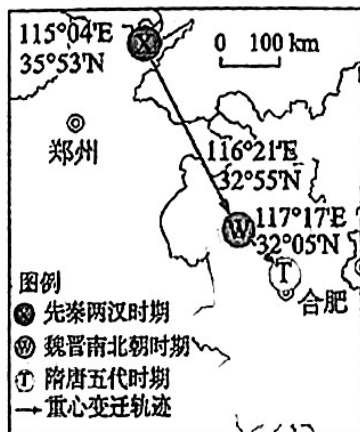 115°04′E
35°53′N
X
0 100 km
郑州
116°21′E
32°55′N
W
117°17′E
32°05′N
T
合肥
图例
X 先秦两汉时期
W 魏晋南北朝时期
T 隋唐五代时期
重心变迁轨迹